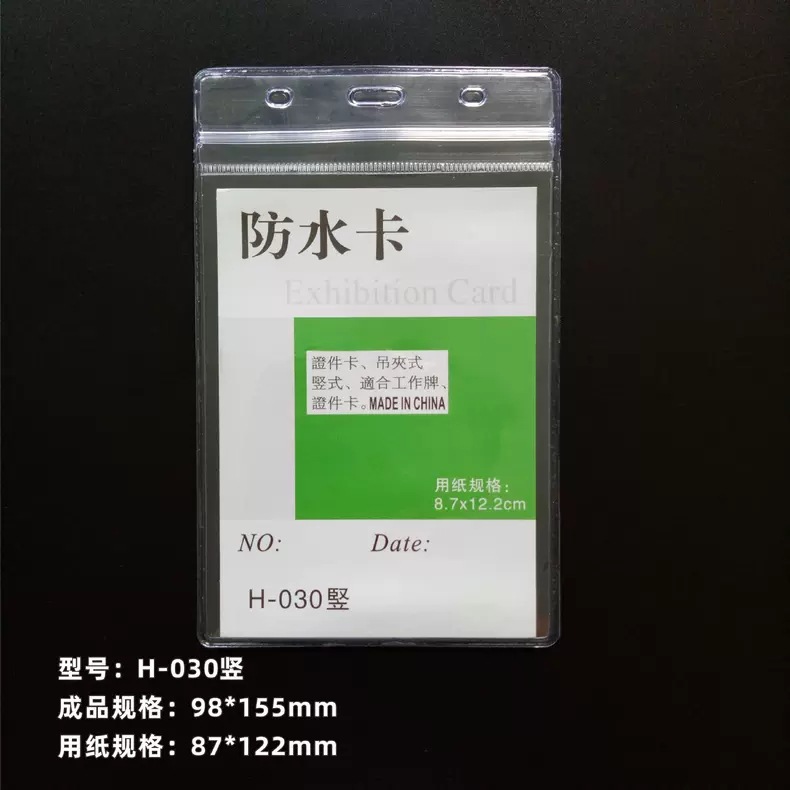 防水卡
Exhibition Card
證件卡、吊夾式
竪式、適合工作牌、
證件卡。MADE IN CHINA
用纸规格：
8.7x12.2cm
NO: Date:
H-030竪
型号：H-030竖
成品规格：98*155mm
用纸规格：87*122mm